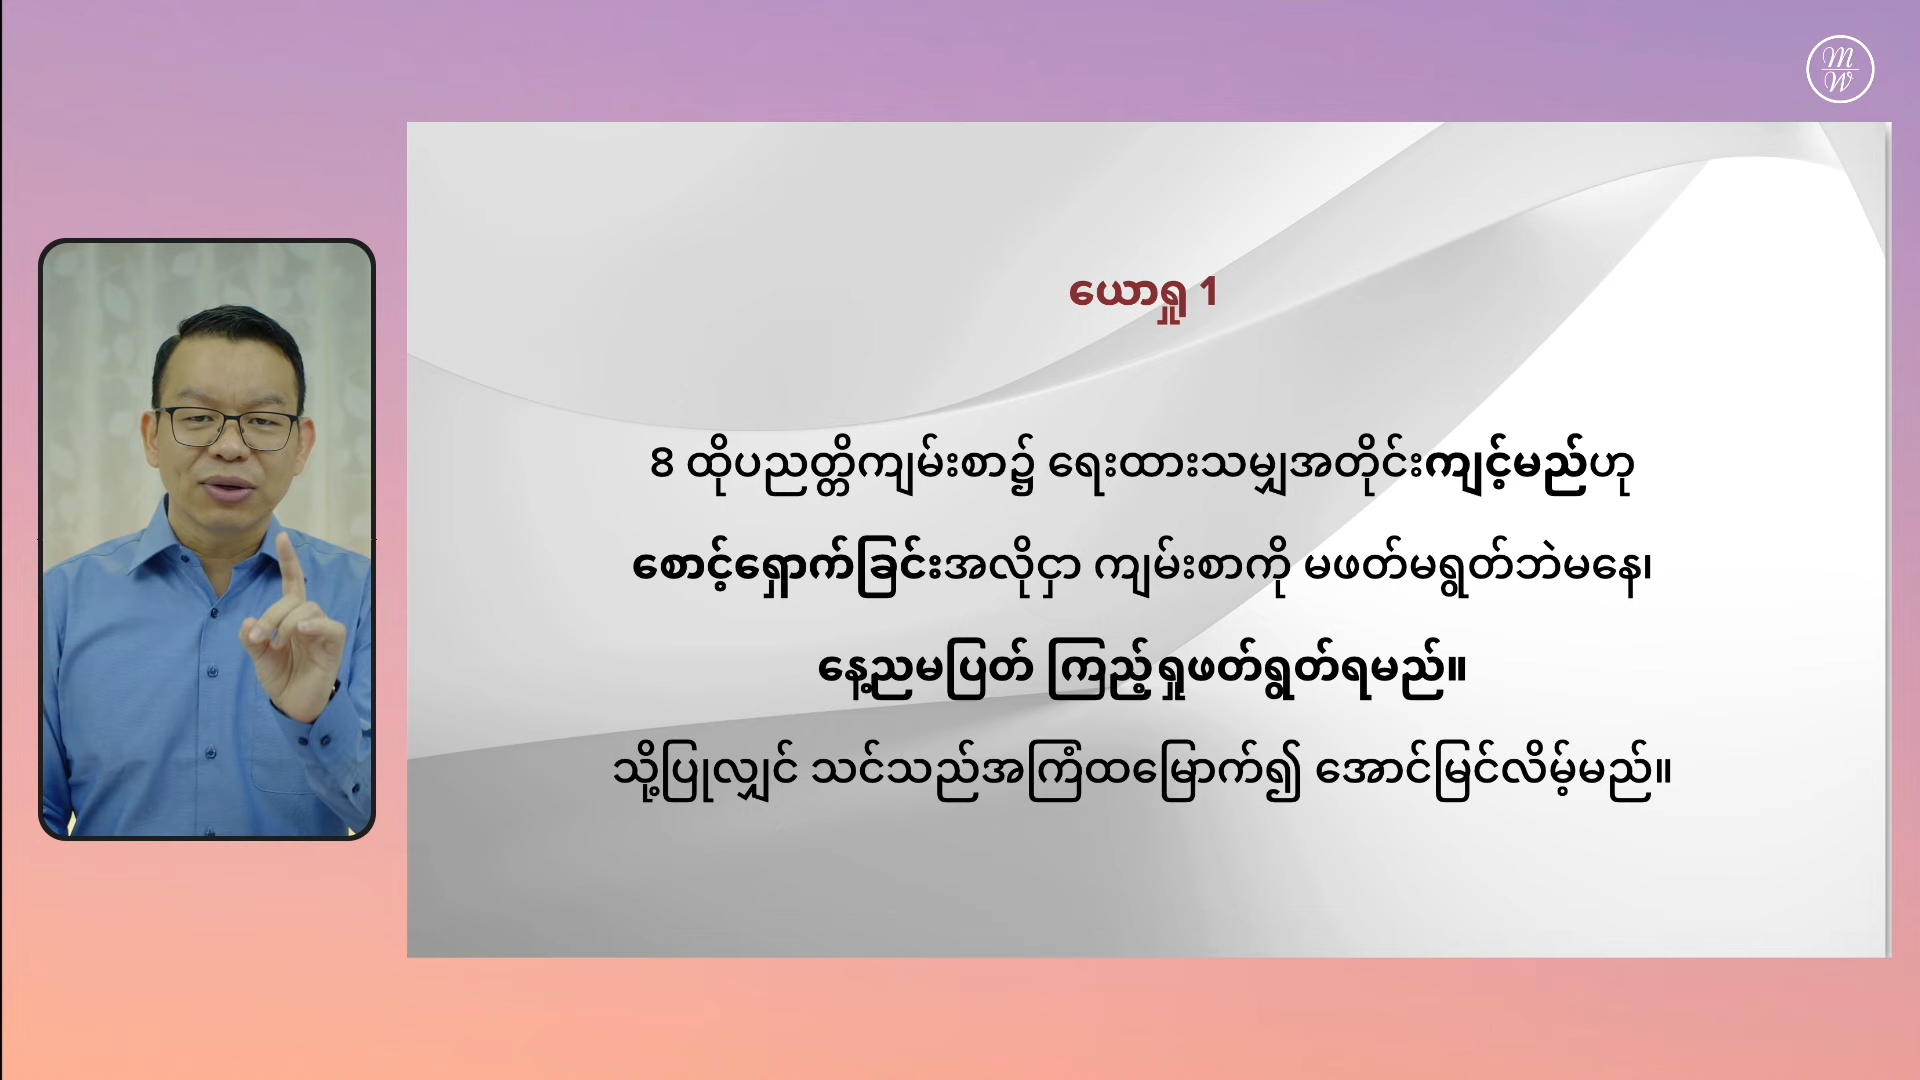 M
W
ယောရှု 1
8 ထိုပညတ္တိကျမ်းစာ၌ ရေးထားသမျှအတိုင်းကျင့်မည်ဟု
စောင့်ရှောက်ခြင်းအလိုငှာ ကျမ်းစာကို မဖတ်မရွတ်ဘဲမနေ၊
နေ့ညမပြတ် ကြည့်ရှုဖတ်ရွတ်ရမည်။
သို့ပြုလျှင် သင်သည်အကြံထမြောက်၍ အောင်မြင်လိမ့်မည်။